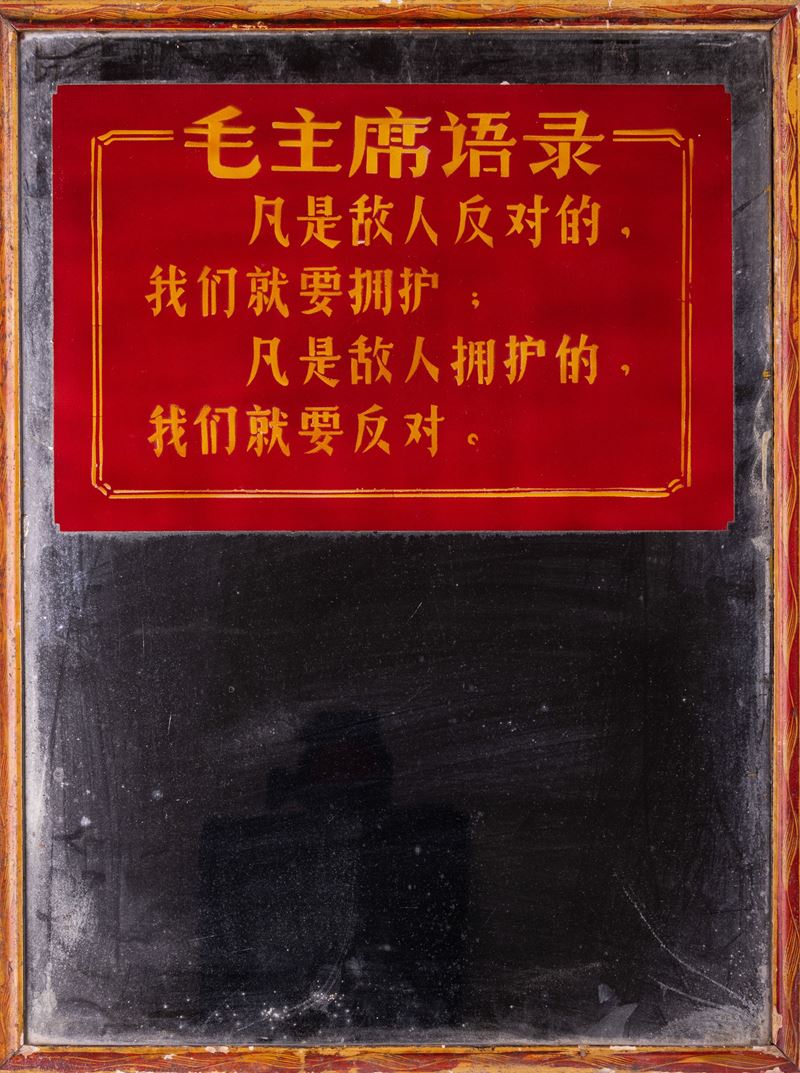 毛主席语录
凡是敌人反对的，
我们就要拥护；
凡是敌人拥护的，
我们就要反对。